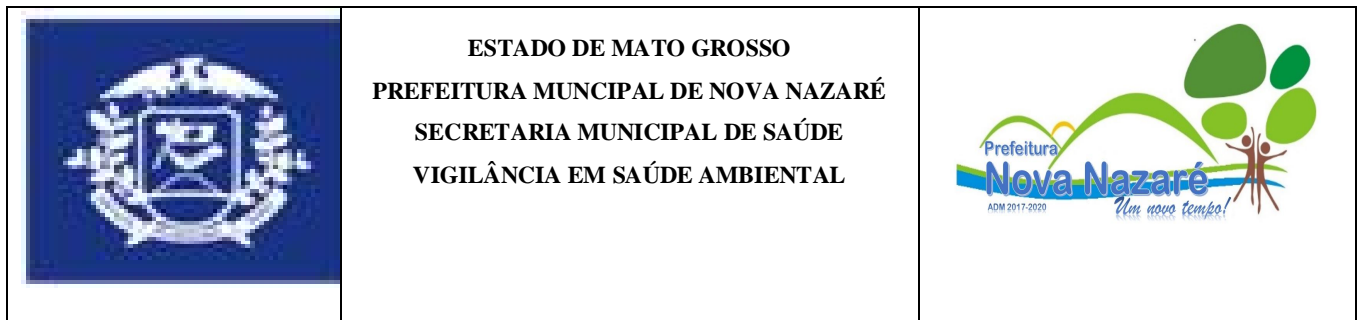 ESTADO DE MATO GROSSO
PREFEITURA MUNCIPAL DE NOVA NAZARÉ
SECRETARIA MUNICIPAL DE SAÚDE
VIGILÂNCIA EM SAÚDE AMBIENTAL
Prefeitura
Nova Nazaré
ADM 2017-2020
Um novo tempo!